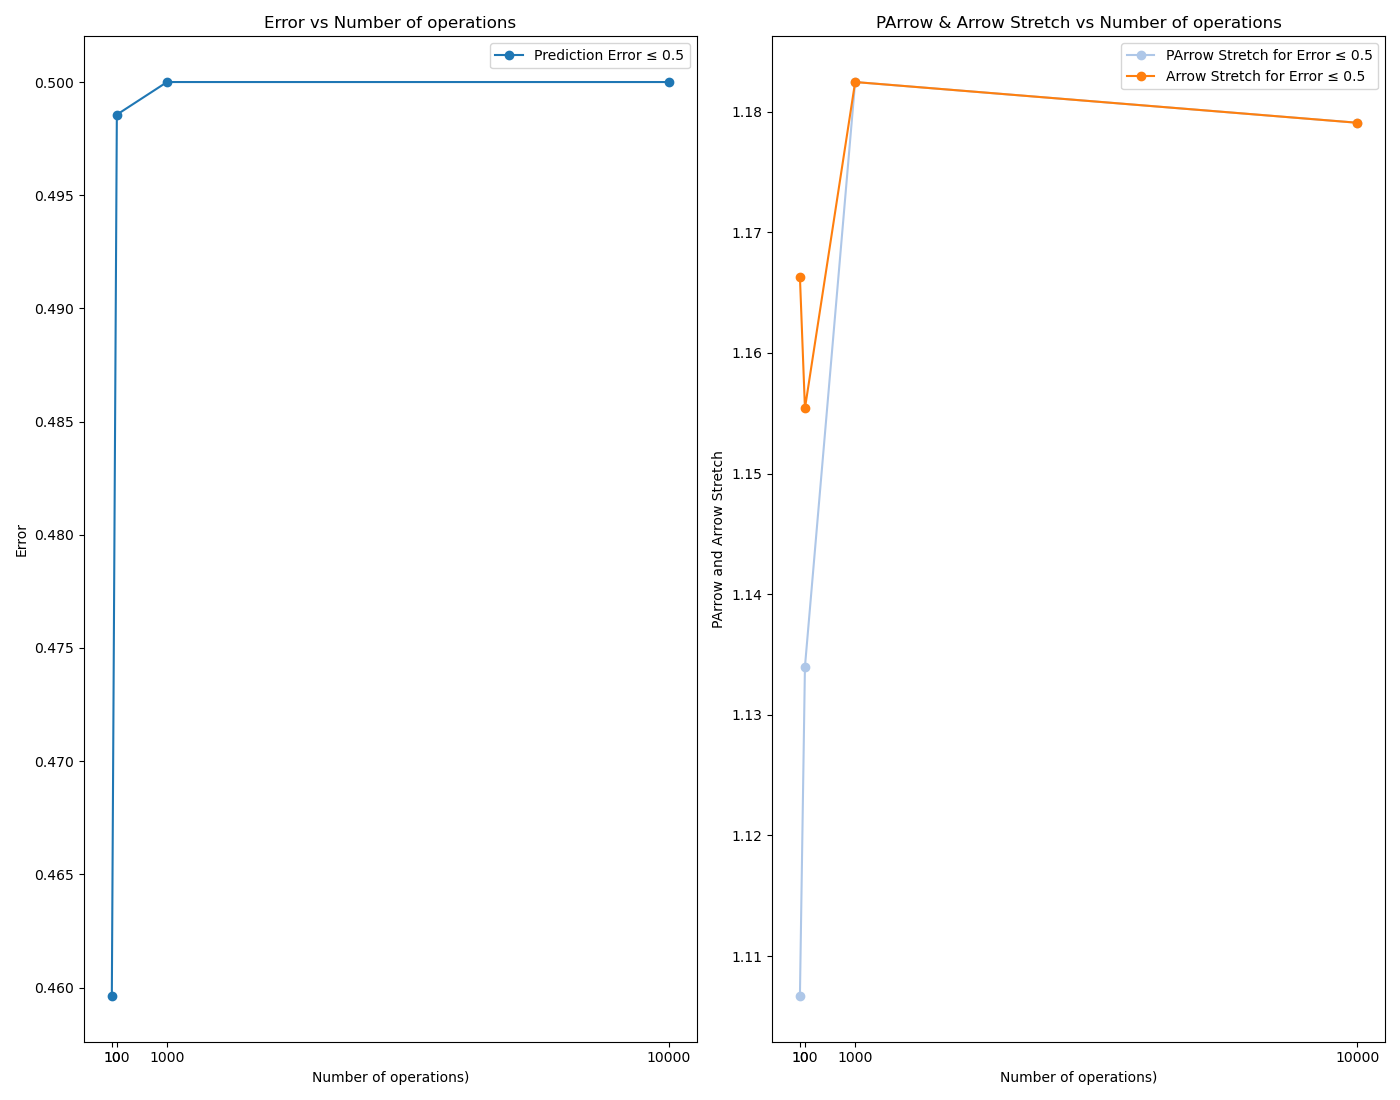 Error vs Number of operations
Prediction Error ≤ 0.5
0.500
0.495
0.490
0.485
0.480
0.475
0.470
0.465
0.460
Error
10
100
1000
10000
Number of operations)
PArrow & Arrow Stretch vs Number of operations
PArrow Stretch for Error ≤ 0.5
Arrow Stretch for Error ≤ 0.5
1.18
1.17
1.16
1.15
1.14
1.13
1.12
1.11
PArrow and Arrow Stretch
10
100
1000
10000
Number of operations)